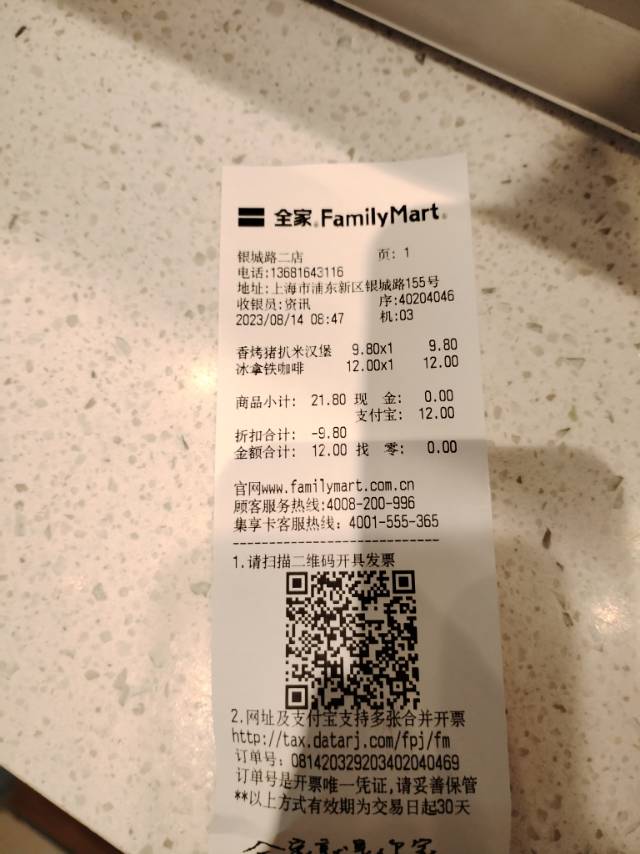 全家 FamilyMart
银城路二店 页: 1
电话:13681643116
地址:上海市浦东新区银城路155号
收银员:资讯 序:40204046
2023/08/14 08:47 机:03
香烤猪扒米汉堡 9.80x1 9.80
冰拿铁咖啡 12.00x1 12.00
商品小计: 21.80 现 金: 0.00
支付宝: 12.00
折扣合计: -9.80
金额合计: 12.00 找 零: 0.00
官网www.familymart.com.cn
顾客服务热线:4008-200-996
集享卡客服热线: 4001-555-365
--------------------------------
1.请扫描二维码开具发票
2.网址及支付宝支持多张合并开票
http://tax.datarj.com/fpj/fm
订单号: 081420329203402040469
订单号是开票唯一凭证,请妥善保管
**以上方式有效期为交易日起30天